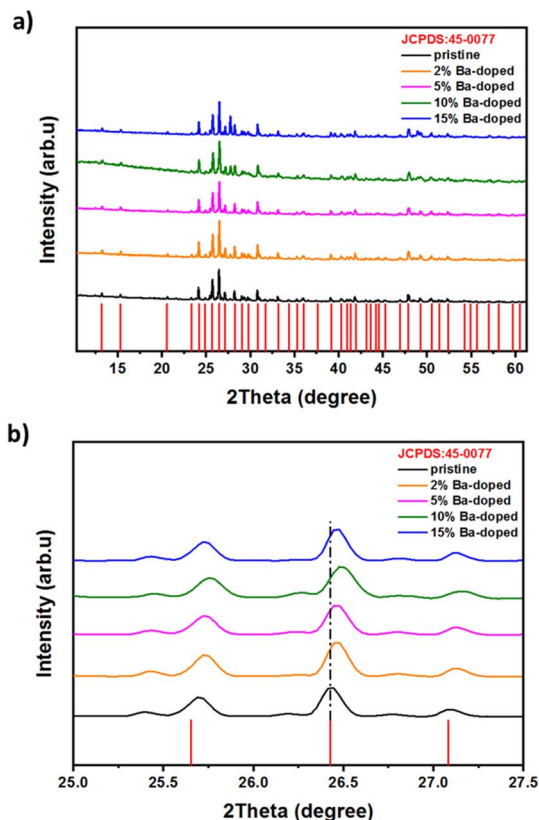 a)
JCPDS:45-0077
pristine
2% Ba-doped
5% Ba-doped
10% Ba-doped
15% Ba-doped
Intensity (arb.u)
15 20 25 30 35 40 45 50 55 60
2Theta (degree)
b)
JCPDS:45-0077
pristine
2% Ba-doped
5% Ba-doped
10% Ba-doped
15% Ba-doped
Intensity (arb.u)
25.0 25.5 26.0 26.5 27.0 27.5
2Theta (degree)